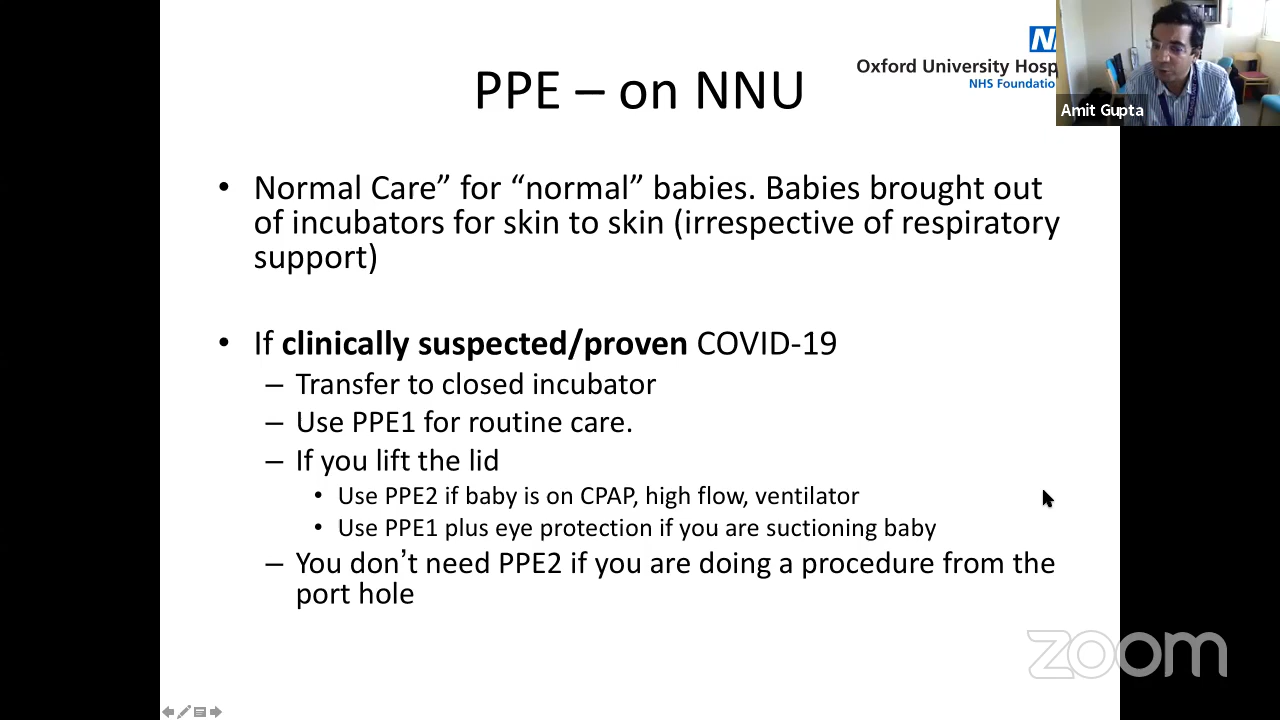 PPE – on NNU
Oxford University Hosp
NHS Foundatio
Amit Gupta
• Normal Care” for “normal” babies. Babies brought out
of incubators for skin to skin (irrespective of respiratory
support)
• If clinically suspected/proven COVID-19
– Transfer to closed incubator
– Use PPE1 for routine care.
– If you lift the lid
• Use PPE2 if baby is on CPAP, high flow, ventilator
• Use PPE1 plus eye protection if you are suctioning baby
– You don’t need PPE2 if you are doing a procedure from the
port hole
zoom